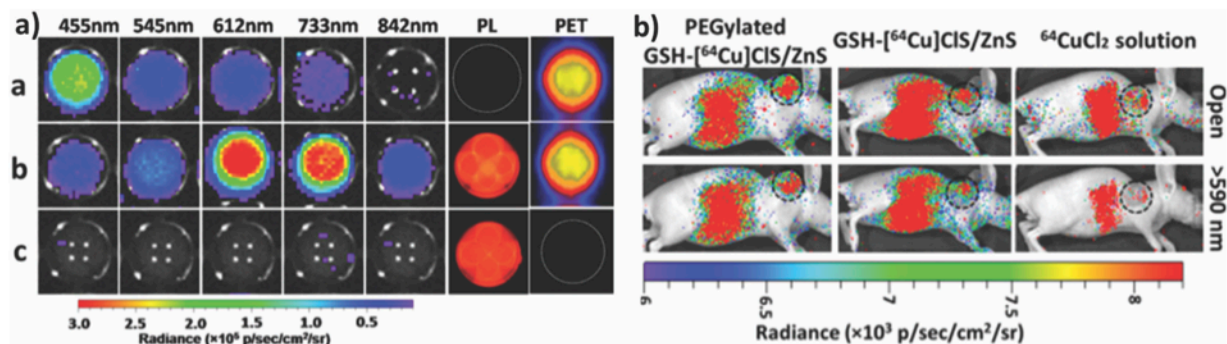 a)
455nm 545nm 612nm 733nm 842nm PL PET
a
b
c
3.0 2.5 2.0 1.5 1.0 0.5
Radiance (×10⁶ p/sec/cm²/sr)
b)
PEGylated
GSH-[⁶⁴Cu]CIS/ZnS GSH-[⁶⁴Cu]CIS/ZnS ⁶⁴CuCl₂ solution
Open
>590 nm
6 6.5 7 7.5 8
Radiance (×10³ p/sec/cm²/sr)